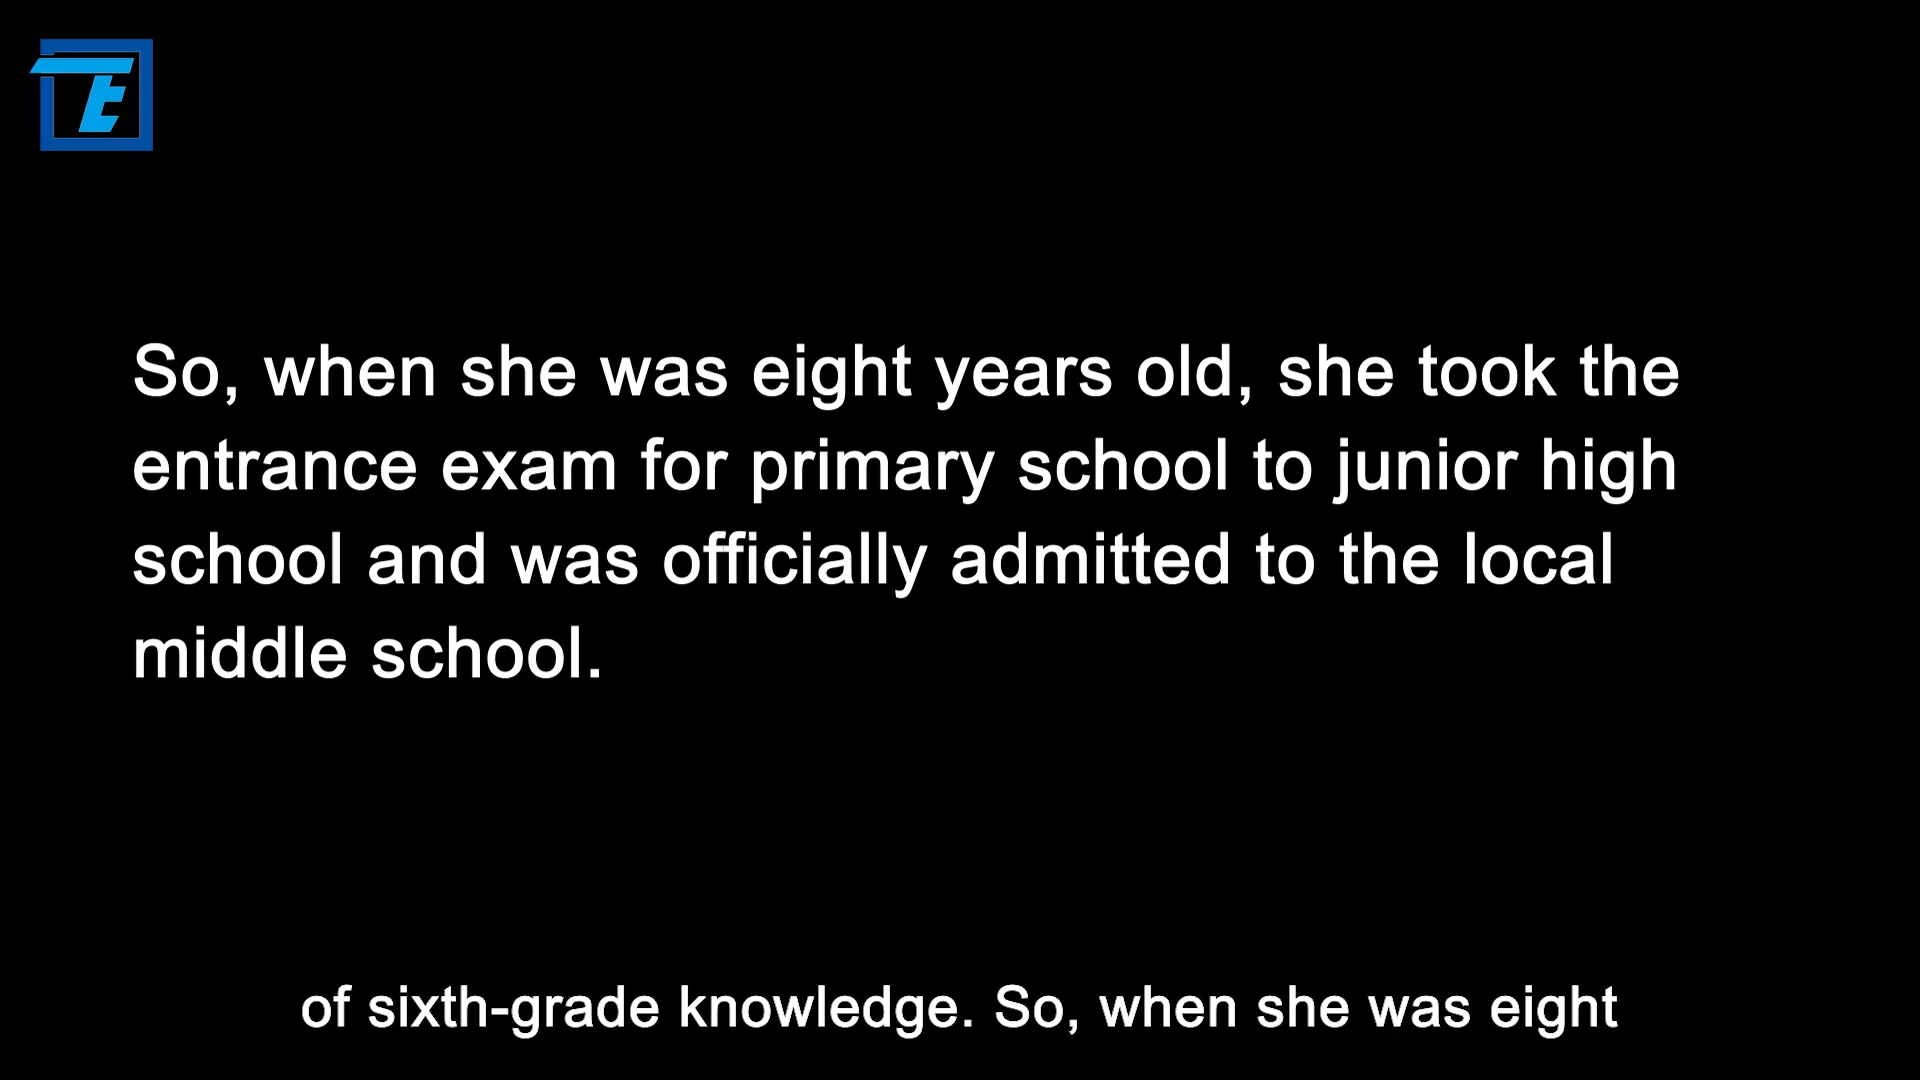 TE
So, when she was eight years old, she took the
entrance exam for primary school to junior high
school and was officially admitted to the local
middle school.
of sixth-grade knowledge. So, when she was eight